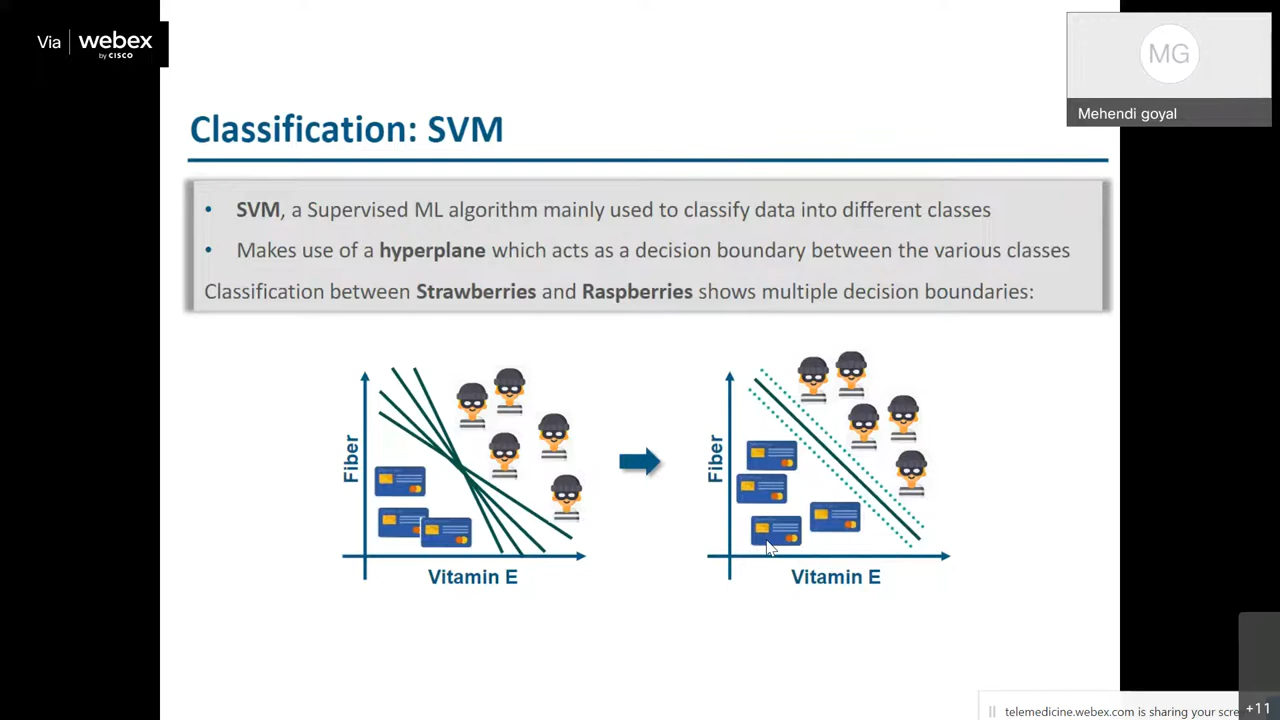 Via
webex
by CISCO
MG
Mehendi goyal
Classification: SVM
• SVM, a Supervised ML algorithm mainly used to classify data into different classes
• Makes use of a hyperplane which acts as a decision boundary between the various classes
Classification between Strawberries and Raspberries shows multiple decision boundaries:
Fiber
Vitamin E
Fiber
Vitamin E
telemedicine.webex.com is sharing your scre
+11